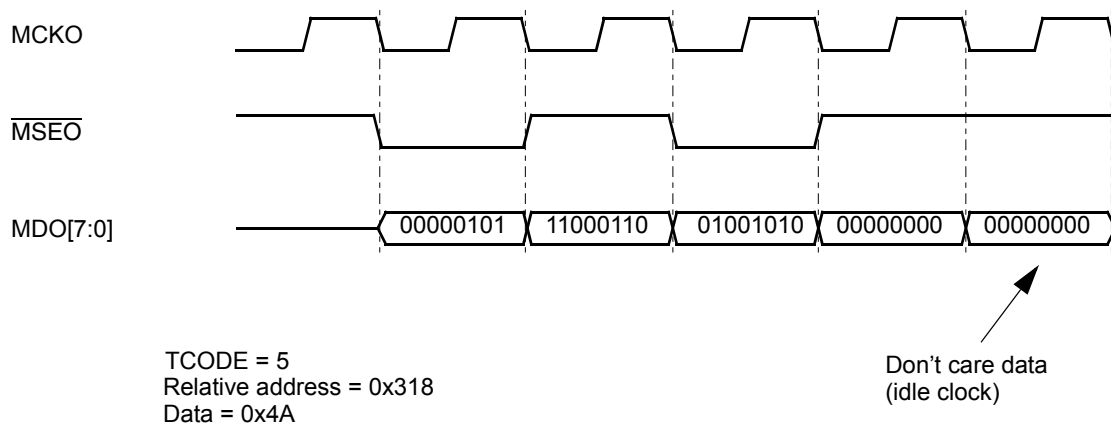 MCKO
MSEO
MDO[7:0] 00000101 11000110 01001010 00000000 00000000
TCODE = 5
Relative address = 0x318
Data = 0x4A
Don't care data
(idle clock)